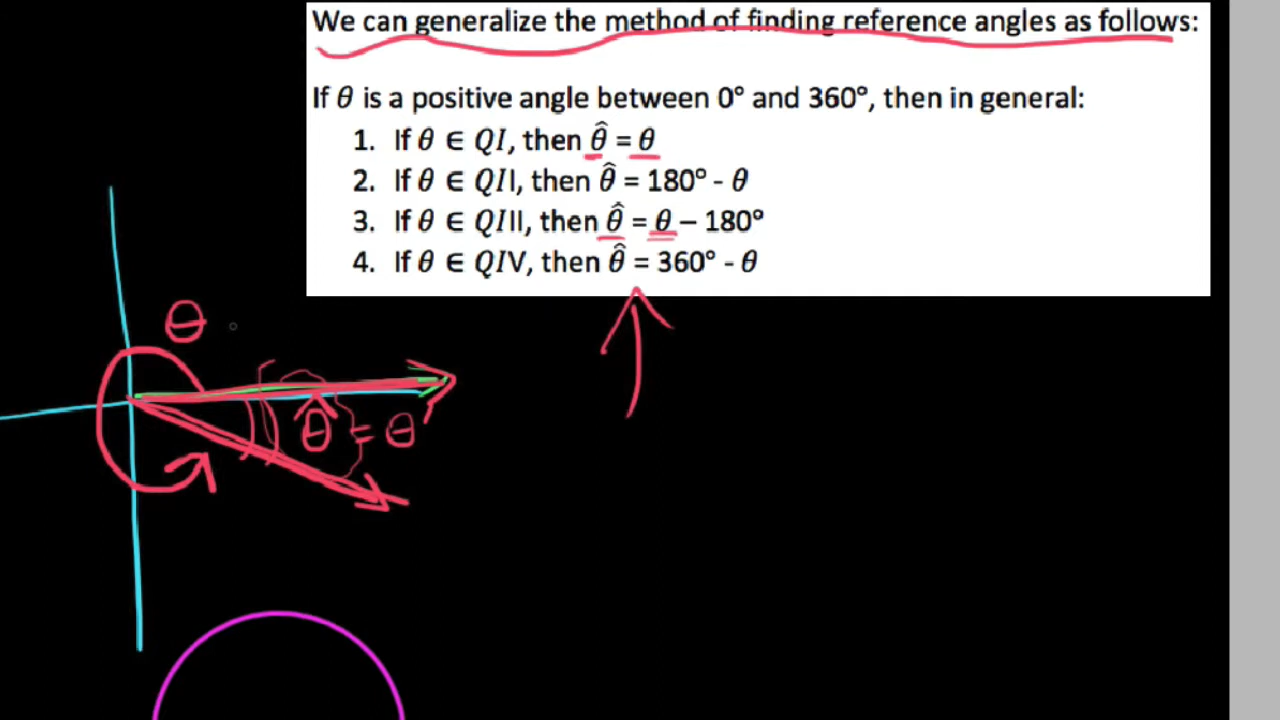 We can generalize the method of finding reference angles as follows:
If θ is a positive angle between 0° and 360°, then in general:
1. If θ ∈ QI, then θ̂ = θ
2. If θ ∈ QII, then θ̂ = 180° - θ
3. If θ ∈ QIII, then θ̂ = θ – 180°
4. If θ ∈ QIV, then θ̂ = 360° - θ
θ
θ̂ = θ'